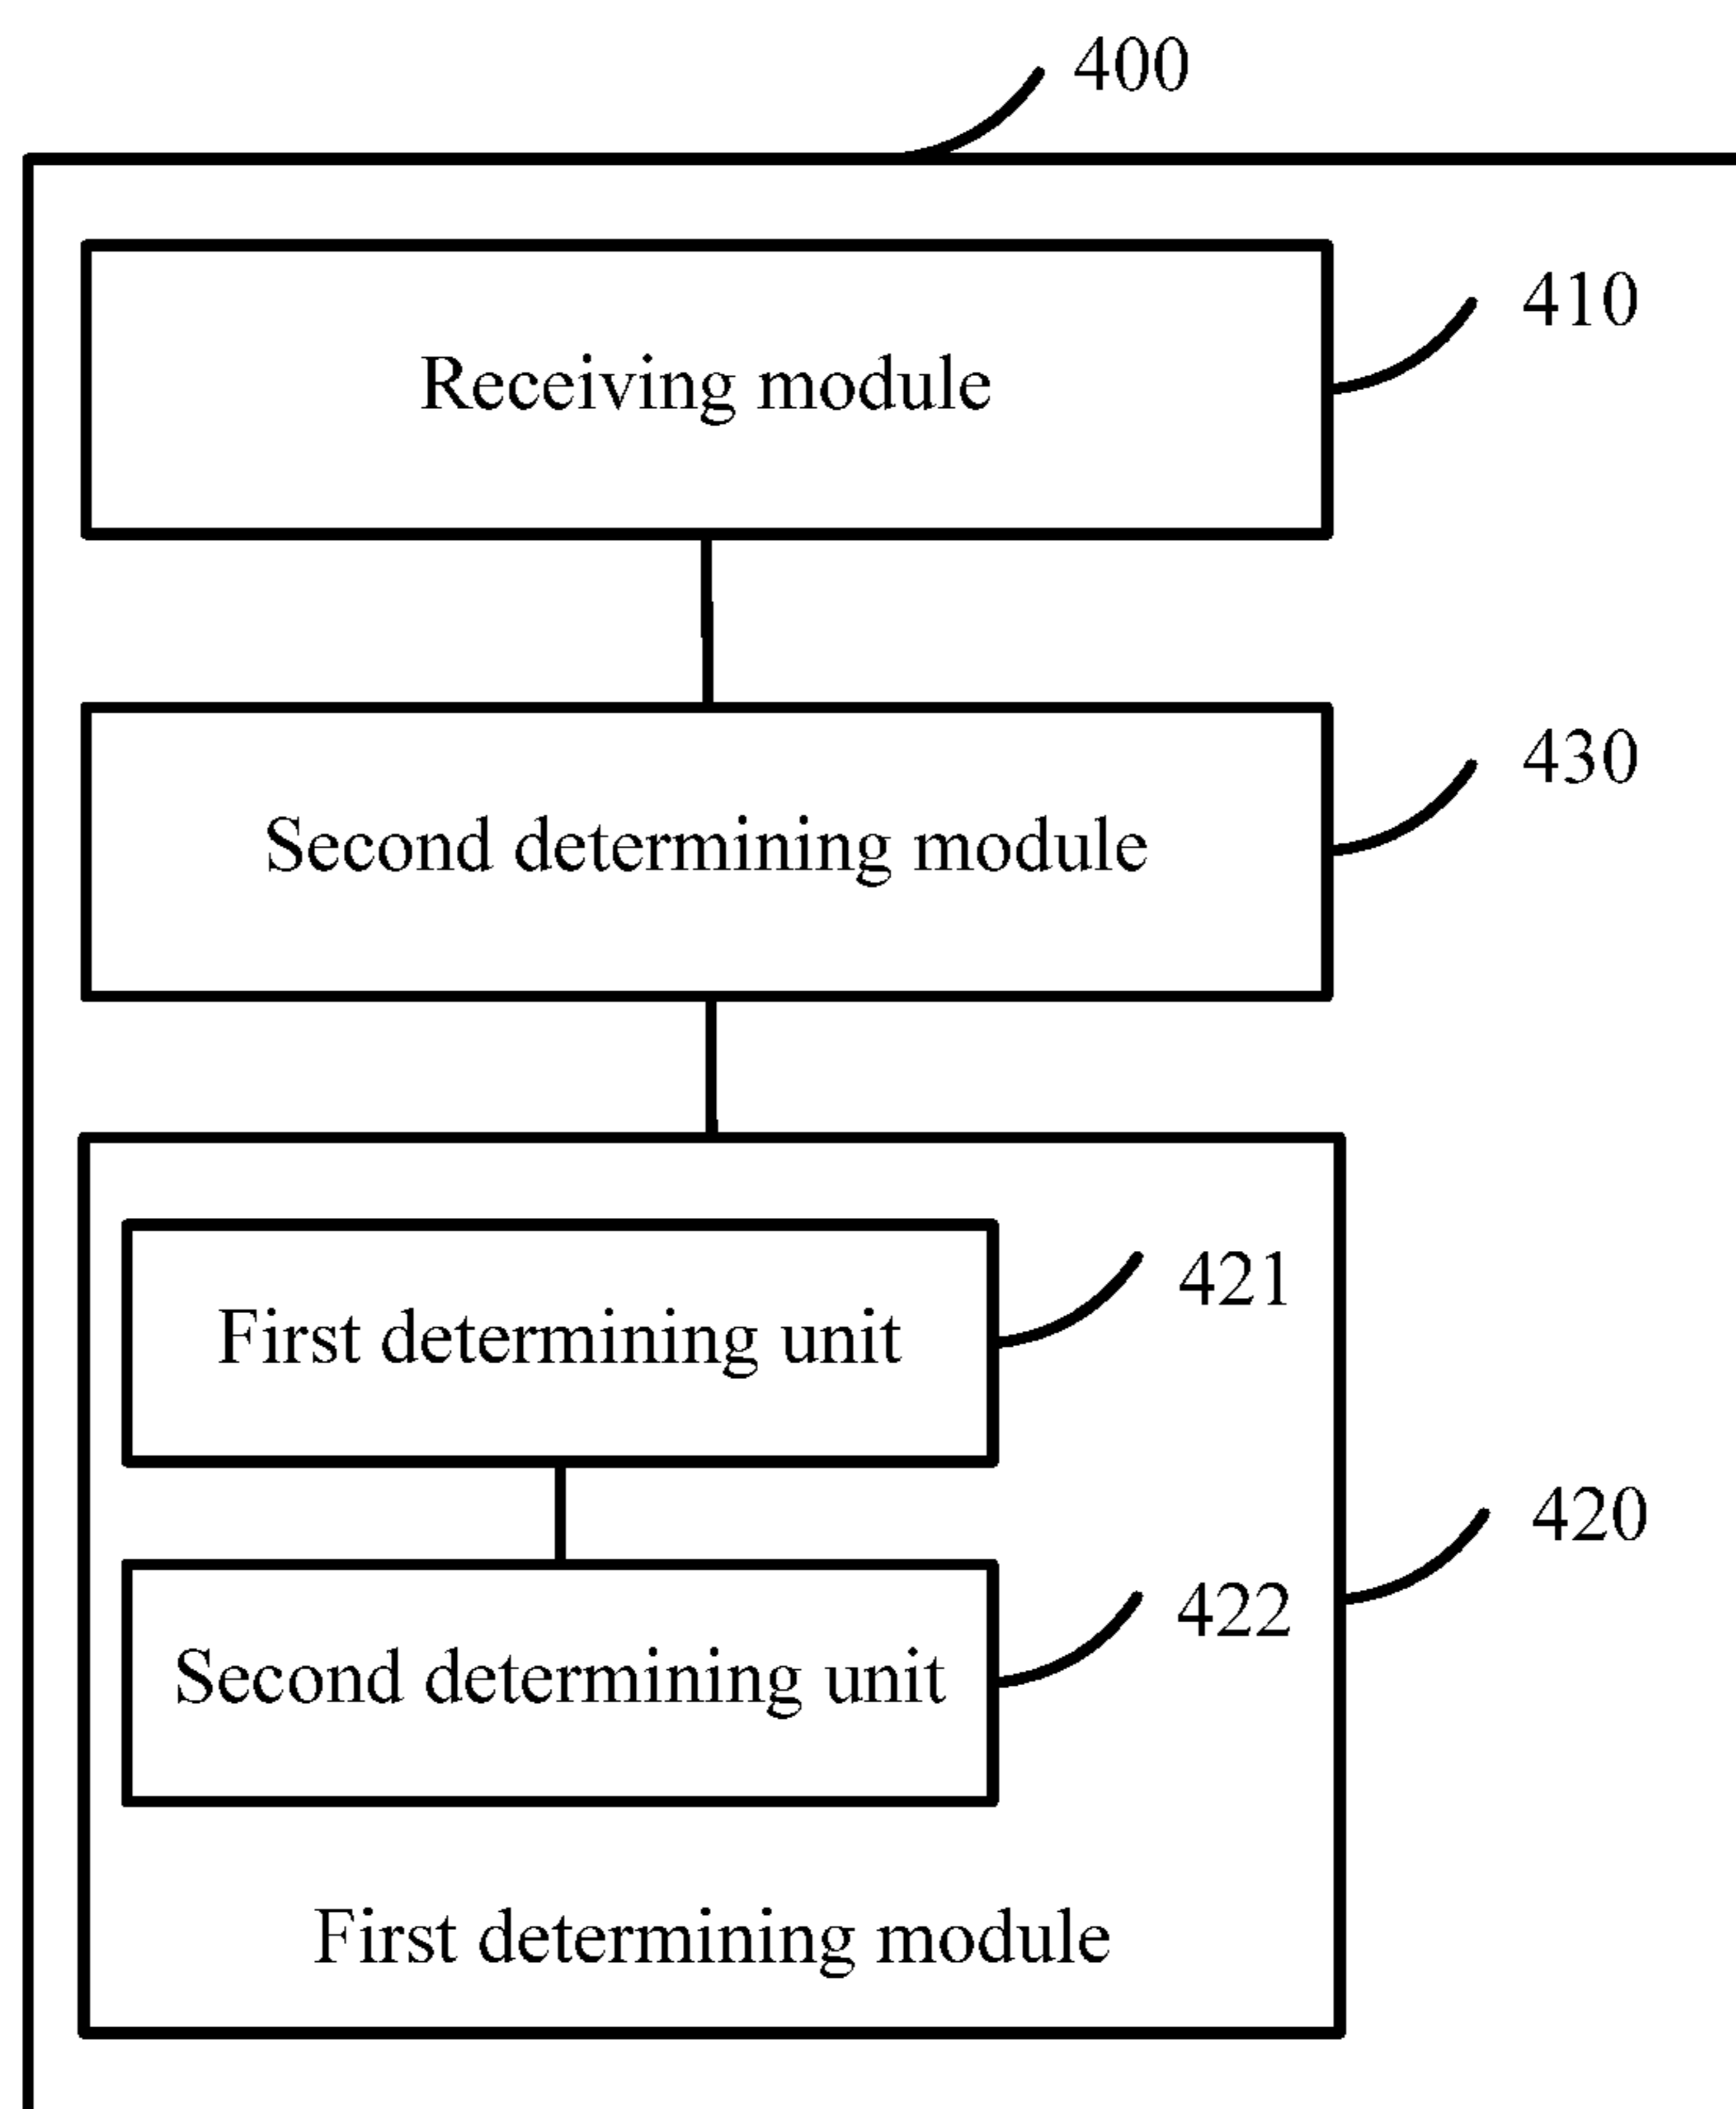 400
410
Receiving module
430
Second determining module
421
First determining unit
420
422
Second determining unit
First determining module